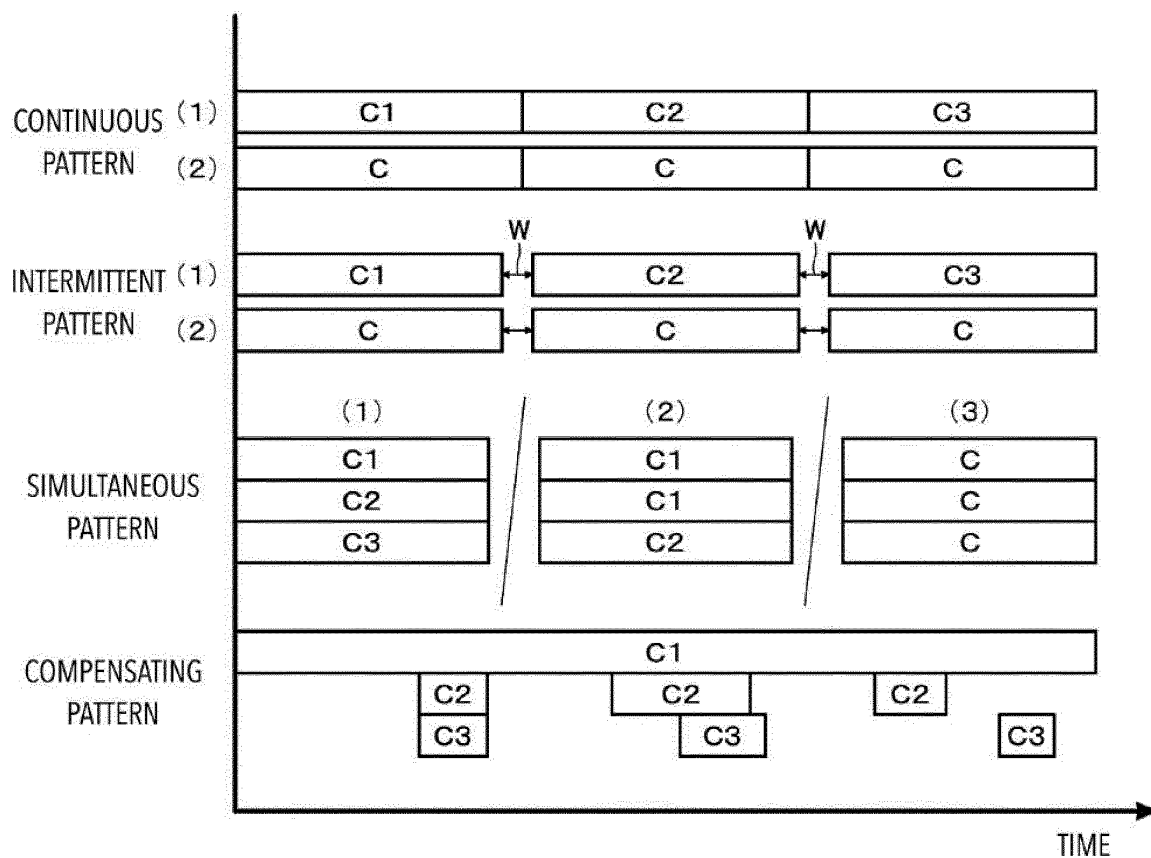 CONTINUOUS PATTERN
(1) C1 C2 C3
(2) C C C
W W
INTERMITTENT PATTERN
(1) C1 C2 C3
(2) C C C
(1) (2) (3)
SIMULTANEOUS PATTERN
C1 C1 C
C2 C1 C
C3 C2 C
COMPENSATING PATTERN
C1
C2 C2 C2
C3 C3 C3
TIME